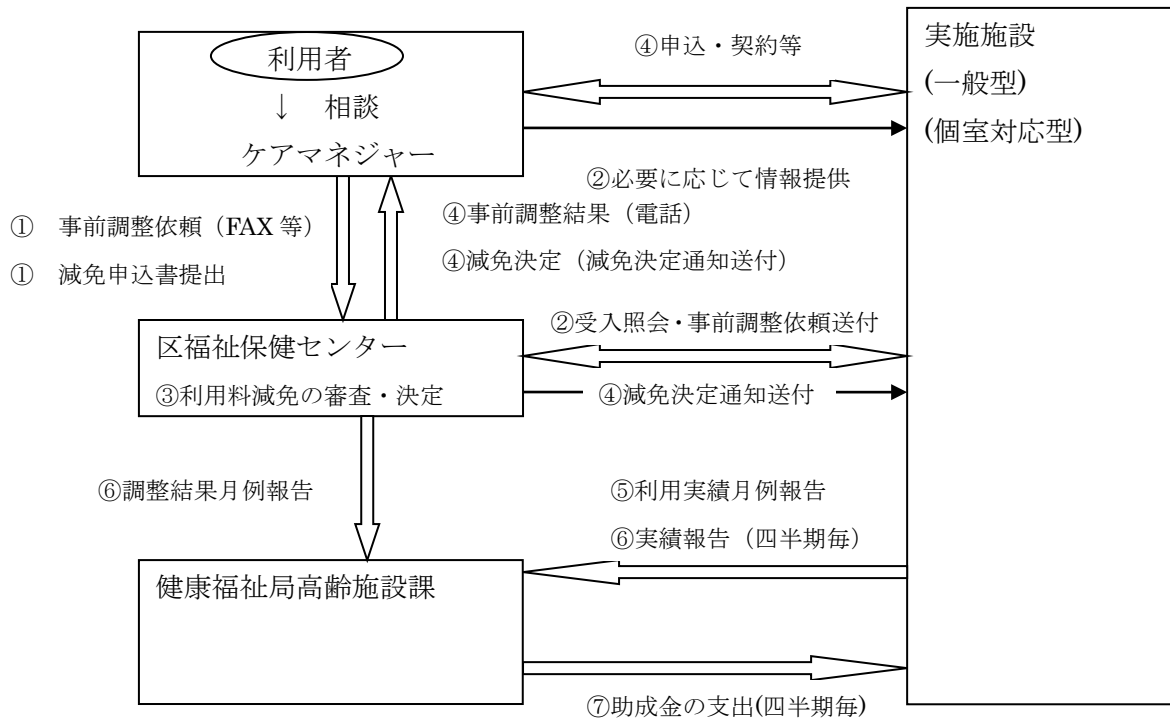 利用者
↓　相談
ケアマネジャー
④申込・契約等
実施施設
(一般型)
(個室対応型)
②必要に応じて情報提供
①　事前調整依頼（FAX 等）
①　減免申込書提出
④事前調整結果（電話）
④減免決定（減免決定通知送付）
区福祉保健センター
③利用料減免の審査・決定
②受入照会・事前調整依頼送付
④減免決定通知送付
⑥調整結果月例報告
⑤利用実績月例報告
⑥実績報告（四半期毎）
健康福祉局高齢施設課
⑦助成金の支出(四半期毎)